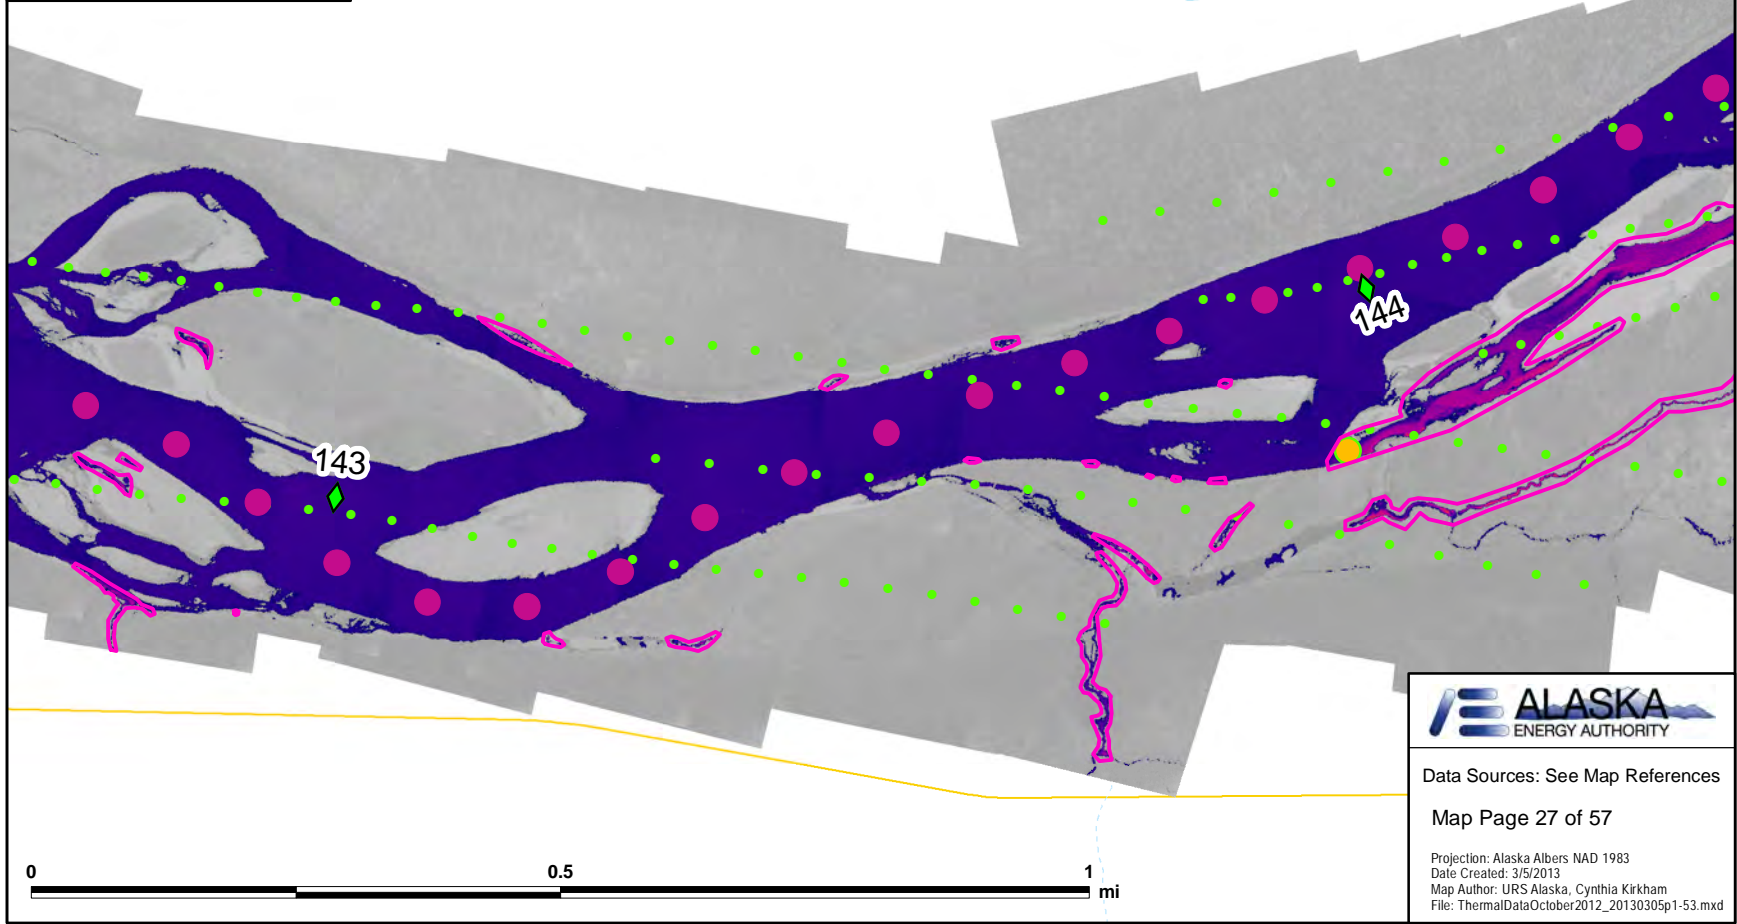 144
143
ALASKA
ENERGY AUTHORITY
Data Sources: See Map References
Map Page 27 of 57
Projection: Alaska Albers NAD 1983
Date Created: 3/5/2013
Map Author: URS Alaska, Cynthia Kirkham
File: ThermalDataOctober2012_20130305p1-53.mxd
0 0.5 1
mi